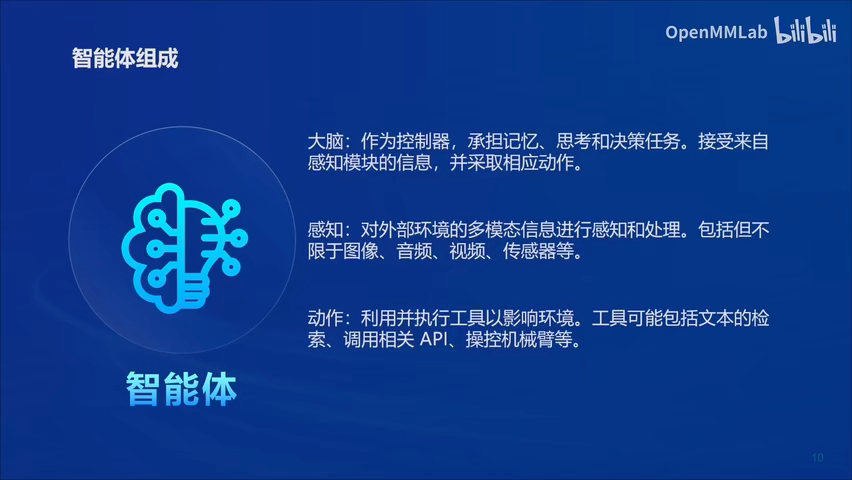 OpenMMLab bilibili
智能体组成
大脑：作为控制器，承担记忆、思考和决策任务。接受来自
感知模块的信息，并采取相应动作。
感知：对外部环境的多模态信息进行感知和处理。包括但不
限于图像、音频、视频、传感器等。
动作：利用并执行工具以影响环境。工具可能包括文本的检
索、调用相关 API、操控机械臂等。
智能体
10